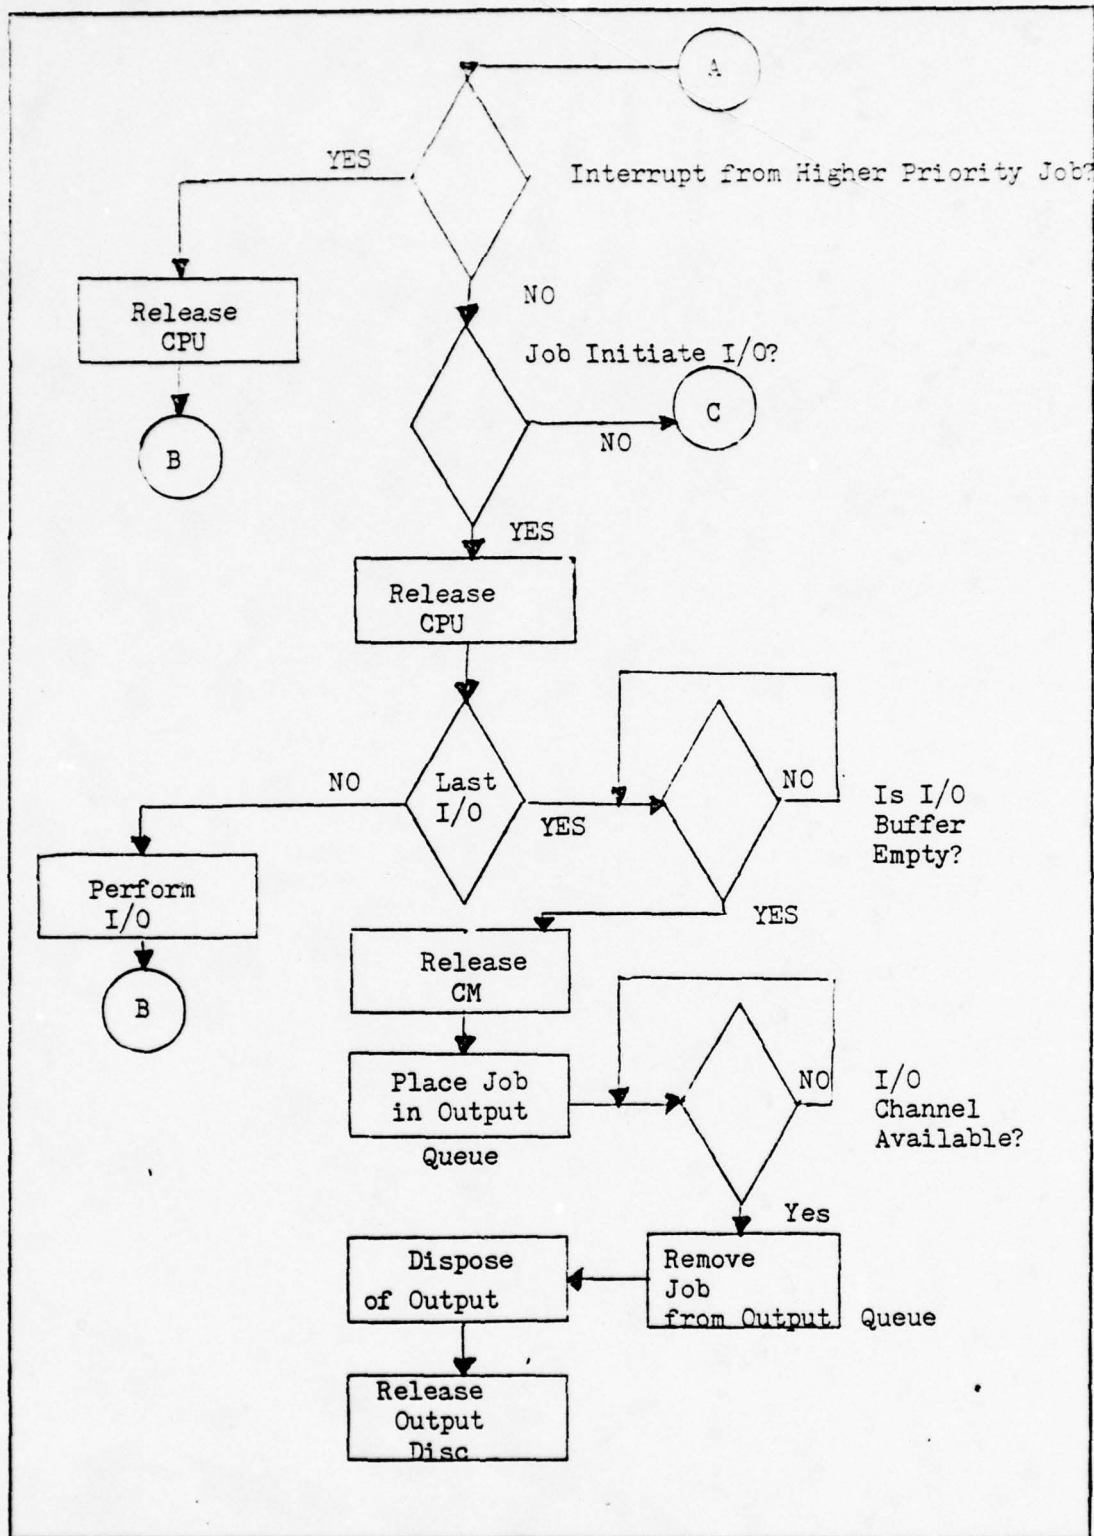 A
YES
Interrupt from Higher Priority Job?
Release
CPU
NO
Job Initiate I/O?
C
NO
B
YES
Release
CPU
NO
Last
I/O
YES
NO
Is I/O
Buffer
Empty?
Perform
I/O
YES
Release
CM
B
Place Job
in Output
Queue
NO
I/O
Channel
Available?
Yes
Dispose
of Output
Remove
Job
from Output Queue
Release
Output
Disc